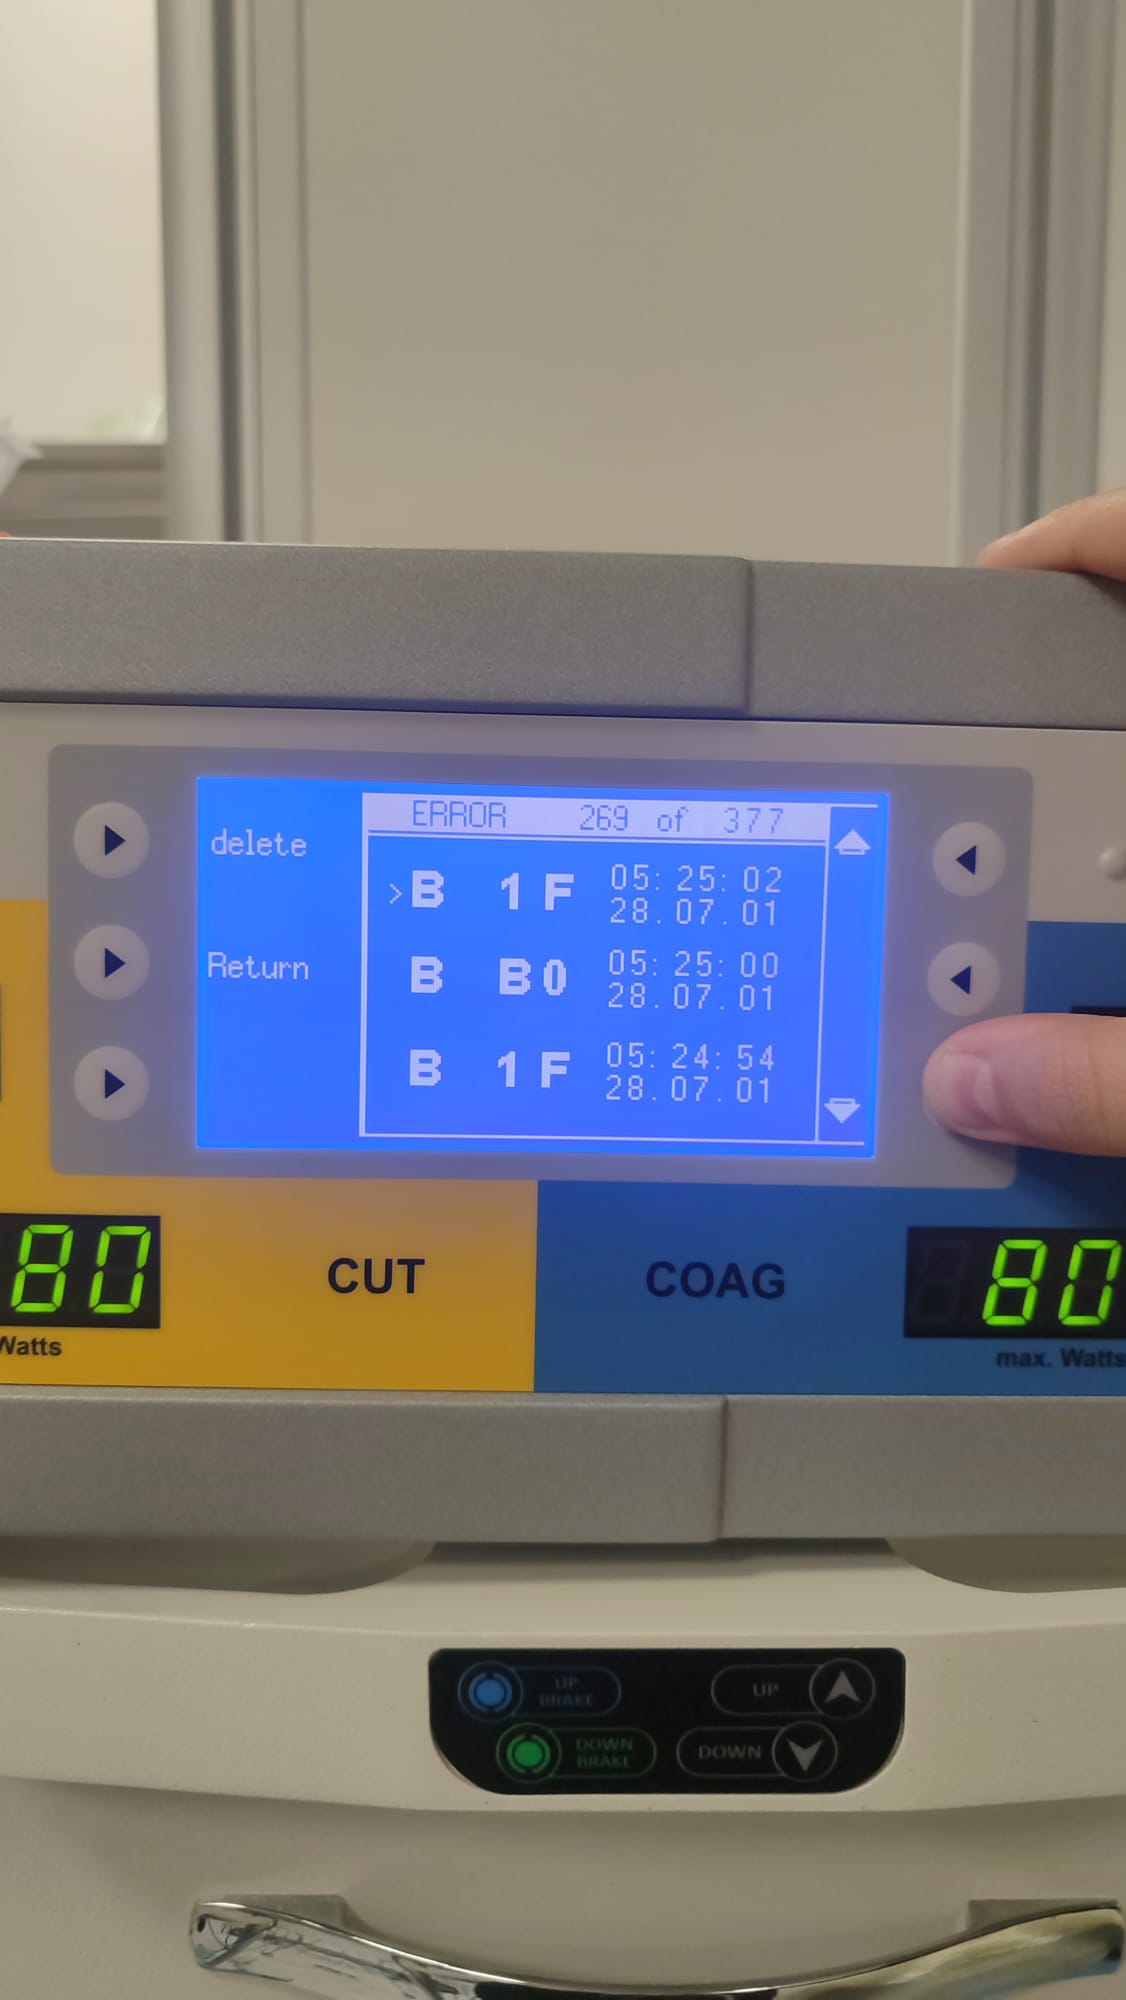 delete
Return
ERROR 269 of 377
>B 1F 05:25:02
28.07.01
B B0 05:25:00
28.07.01
B 1F 05:24:54
28.07.01
80
Watts
CUT
COAG
80
max. Watts
UP
BRAKE
UP
DOWN
BRAKE
DOWN